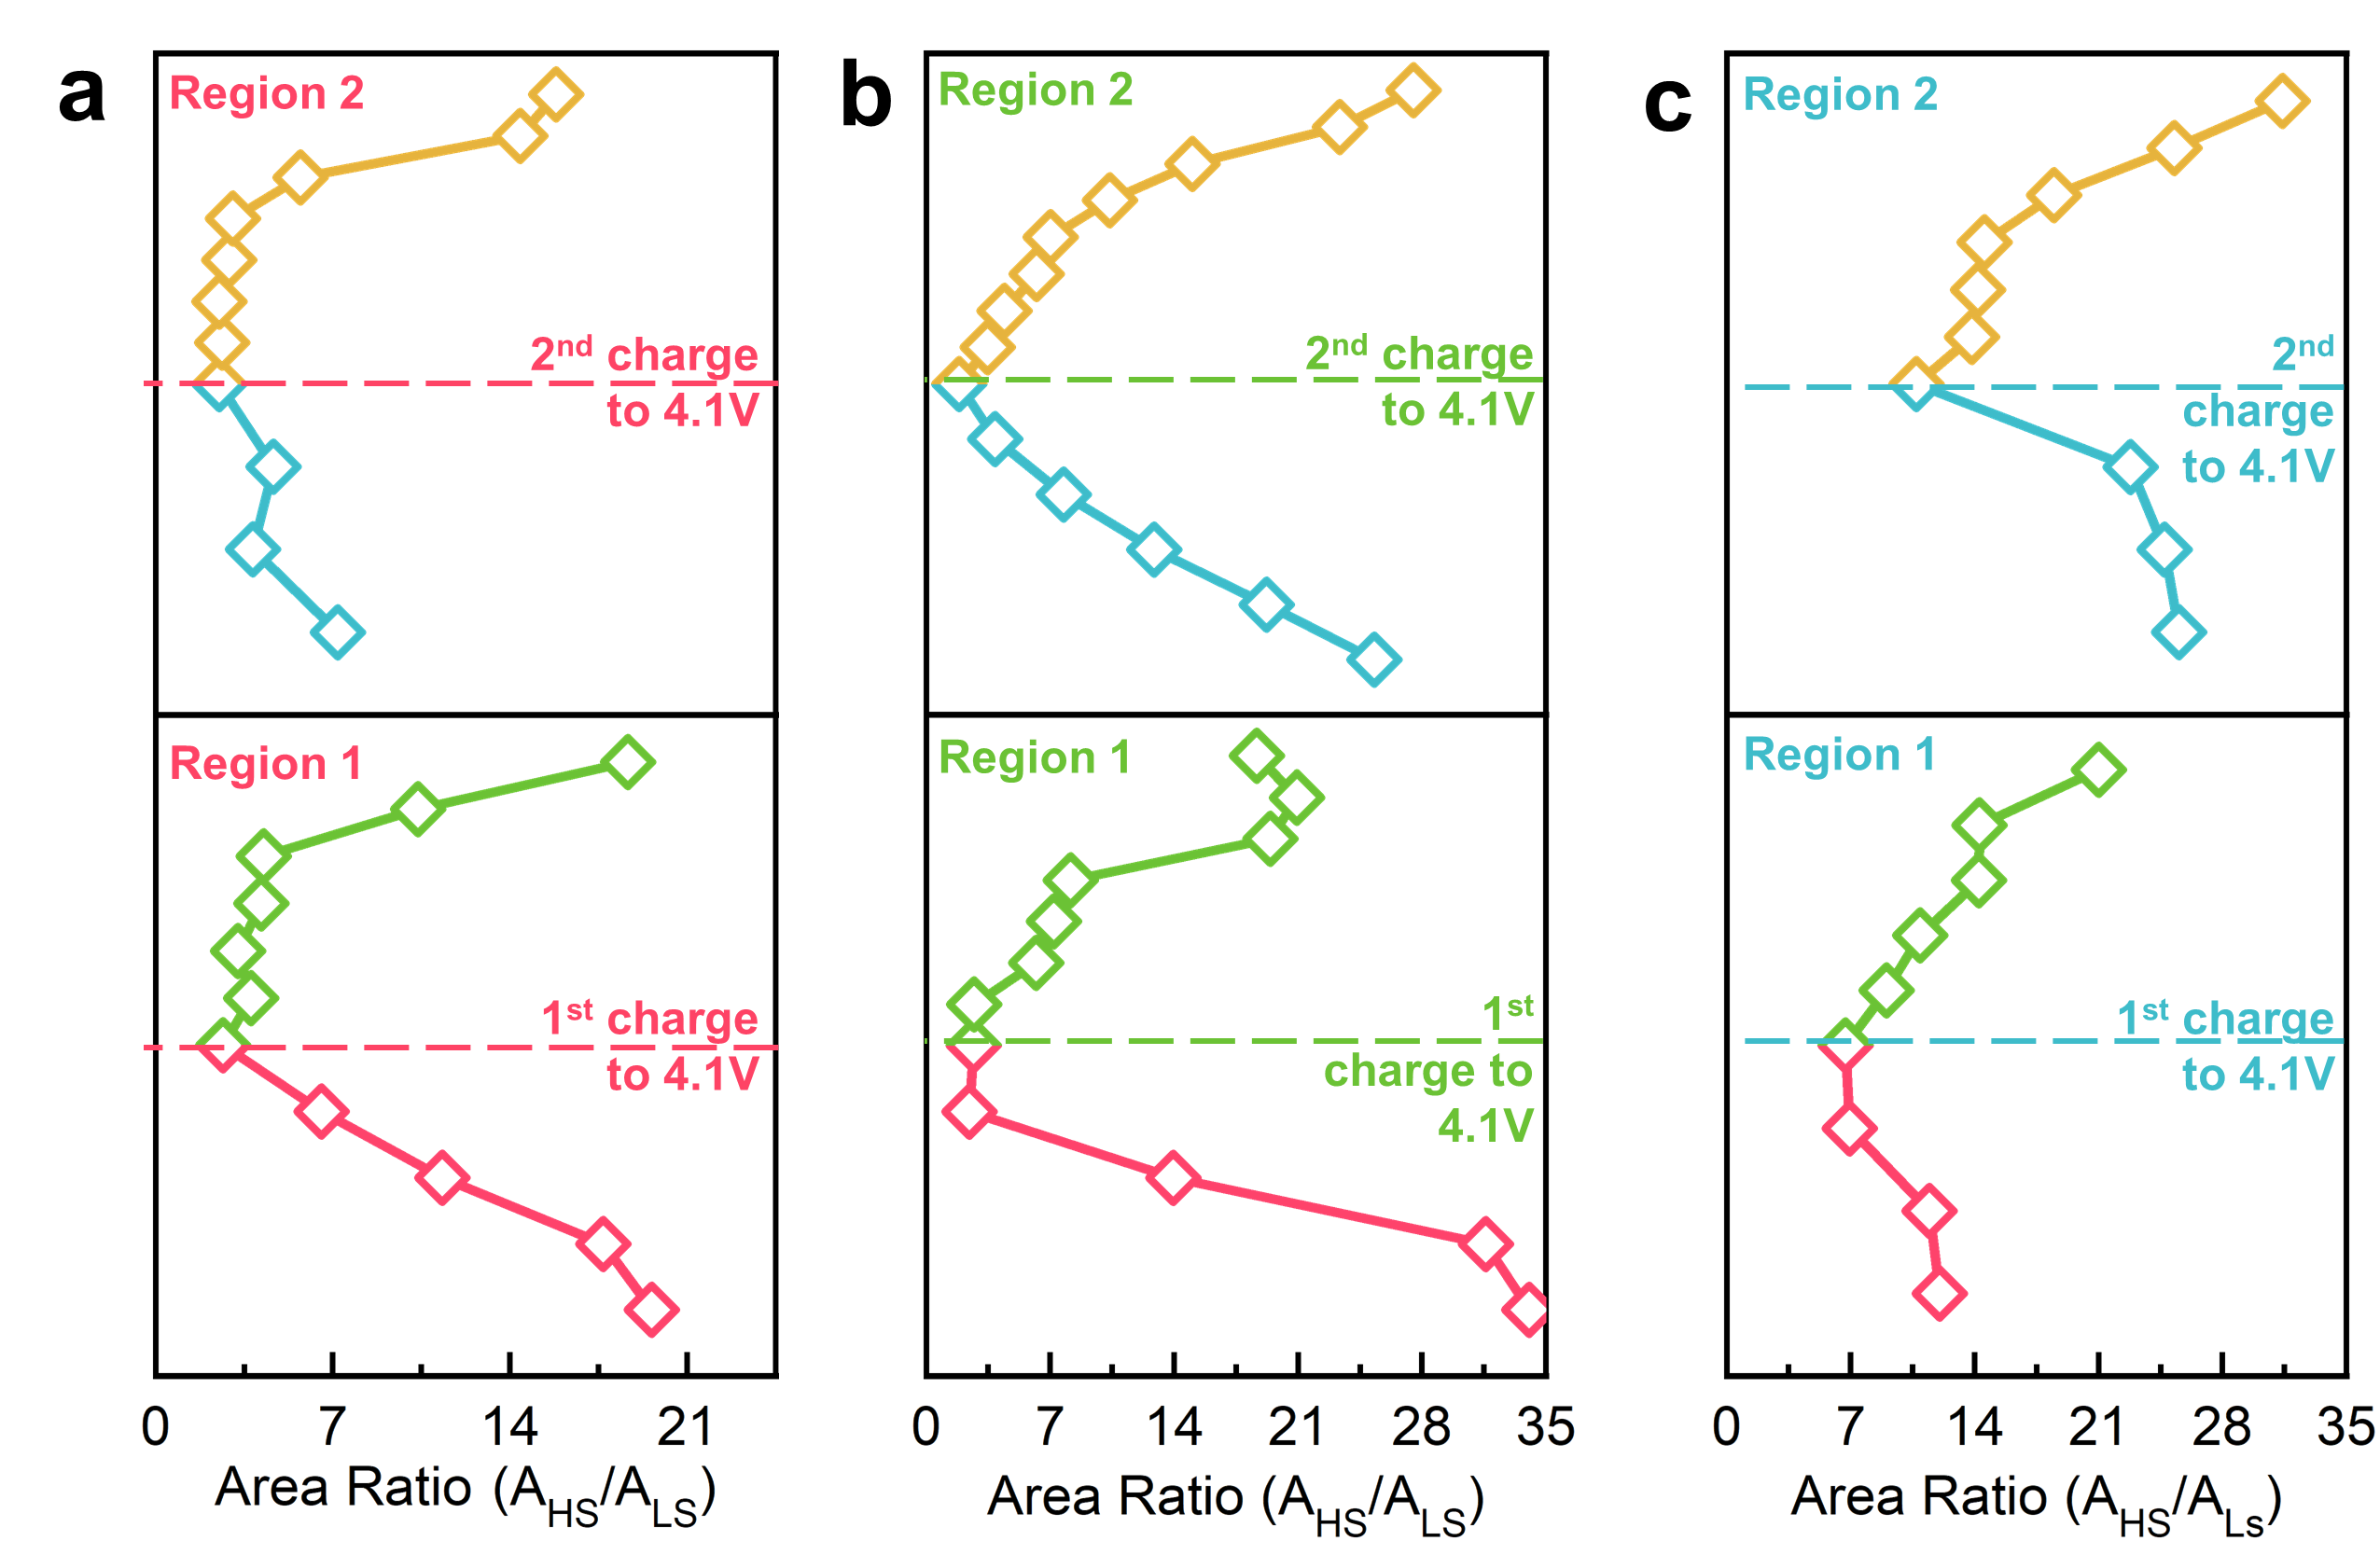 a
Region 2
2nd charge
to 4.1V
Region 1
1st charge
to 4.1V
0 7 14 21
Area Ratio (AHS/ALS)
b
Region 2
2nd charge
to 4.1V
Region 1
1st
charge to
4.1V
0 7 14 21 28 35
Area Ratio (AHS/ALS)
c
Region 2
2nd
charge
to 4.1V
Region 1
1st charge
to 4.1V
0 7 14 21 28 35
Area Ratio (AHS/ALs)